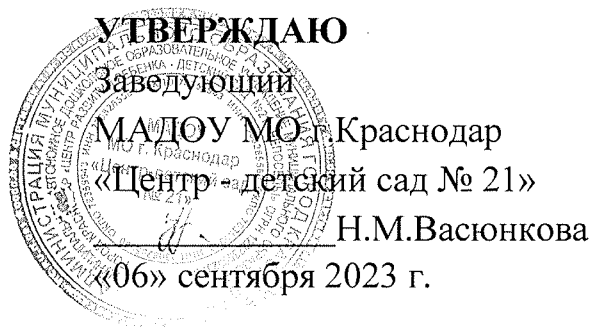 УТВЕРЖДАЮ
Заведующий
МАДОУ МО г.Краснодар
«Центр - детский сад № 21»
Н.М.Васюнкова
«06» сентября 2023 г.